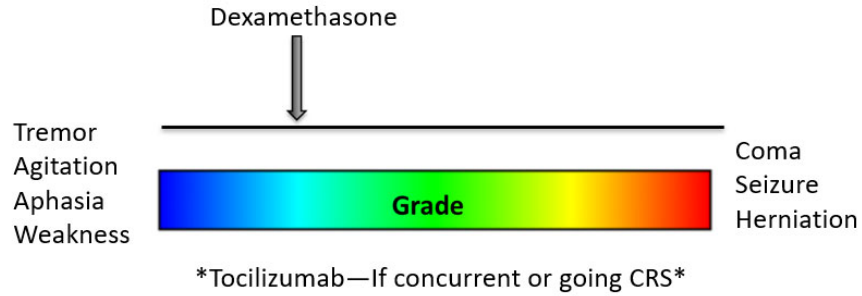 Dexamethasone
Tremor
Agitation
Aphasia
Weakness
Grade
Coma
Seizure
Herniation
*Tocilizumab—If concurrent or going CRS*